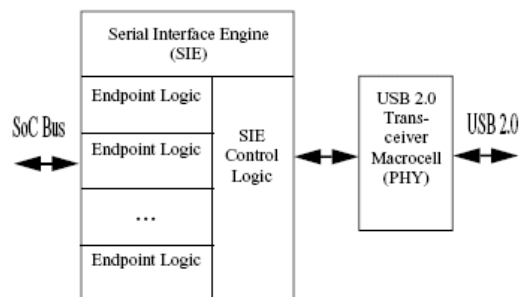 Serial Interface Engine
(SIE)
SoC Bus
Endpoint Logic
Endpoint Logic
...
Endpoint Logic
SIE
Control
Logic
USB 2.0
Trans-
ceiver
Macrocell
(PHY)
USB 2.0